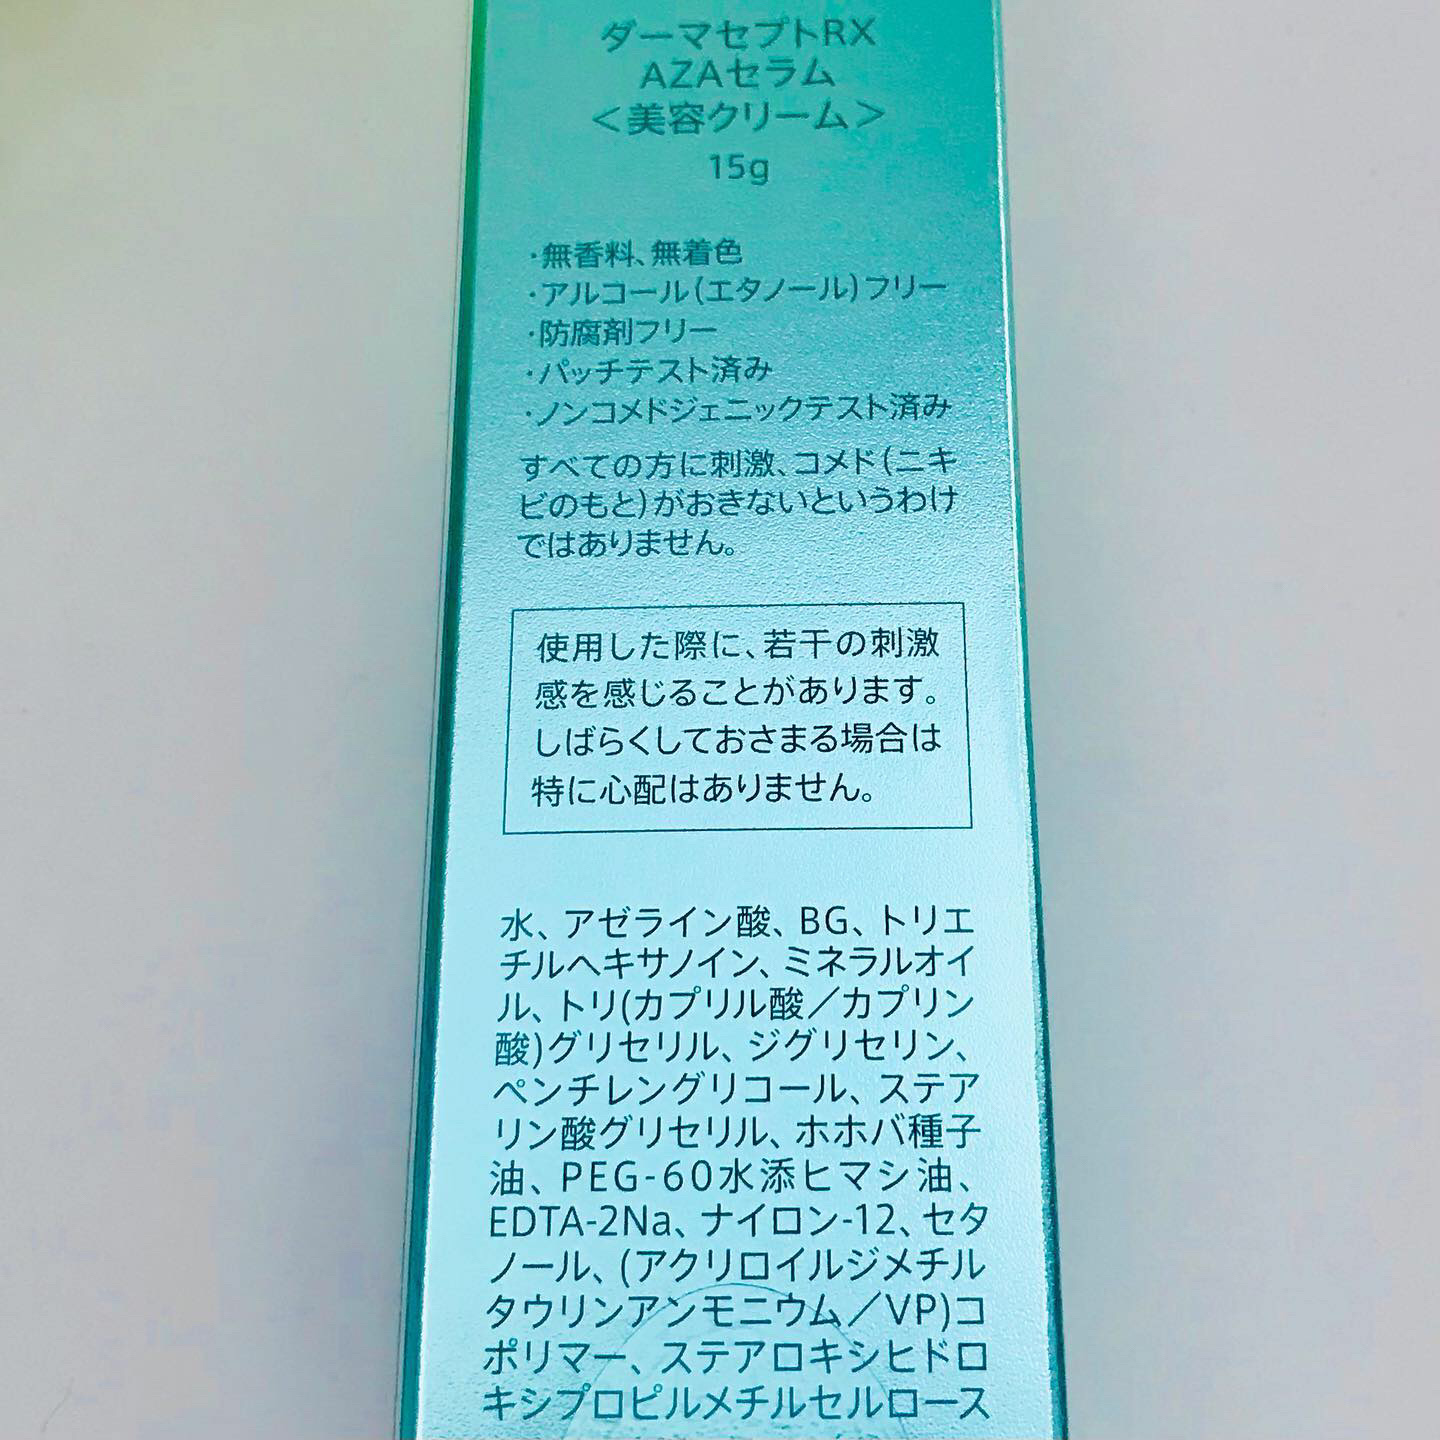 ダーマセプトRX
AZAセラム
＜美容クリーム＞
15g
・無香料、無着色
・アルコール(エタノール)フリー
・防腐剤フリー
・パッチテスト済み
・ノンコメドジェニックテスト済み
すべての方に刺激、コメド(ニキ
ビのもと)がおきないというわけ
ではありません。
使用した際に、若干の刺激
感を感じることがあります。
しばらくしておさまる場合は
特に心配はありません。
水、アゼライン酸、BG、トリエ
チルヘキサノイン、ミネラルオイ
ル、トリ(カプリル酸／カプリン
酸)グリセリル、ジグリセリン、
ペンチレングリコール、ステア
リン酸グリセリル、ホホバ種子
油、PEG-60水添ヒマシ油、
EDTA-2Na、ナイロン-12、セタ
ノール、(アクリロイルジメチル
タウリンアンモニウム／VP)コ
ポリマー、ステアロキシヒドロ
キシプロピルメチルセルロース